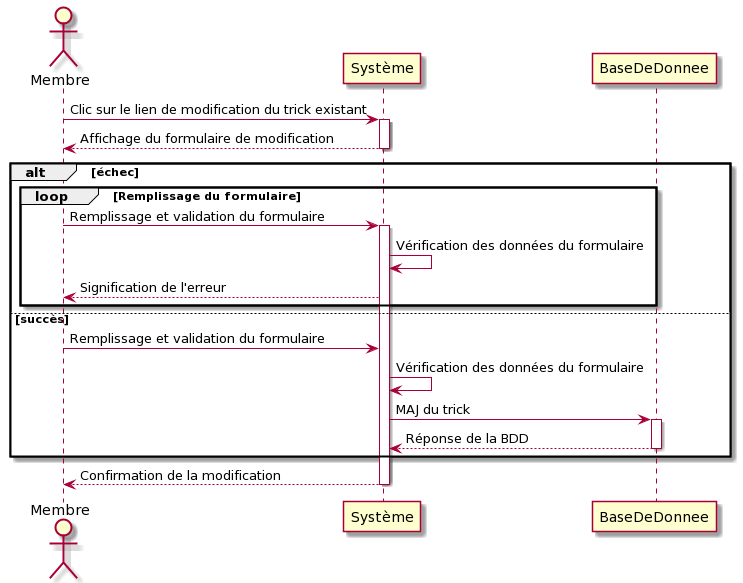 Membre
Système
BaseDeDonnee
Clic sur le lien de modification du trick existant
Affichage du formulaire de modification
alt [échec]
loop [Remplissage du formulaire]
Remplissage et validation du formulaire
Vérification des données du formulaire
Signification de l'erreur
[succès]
Remplissage et validation du formulaire
Vérification des données du formulaire
MAJ du trick
Réponse de la BDD
Confirmation de la modification
Membre
Système
BaseDeDonnee